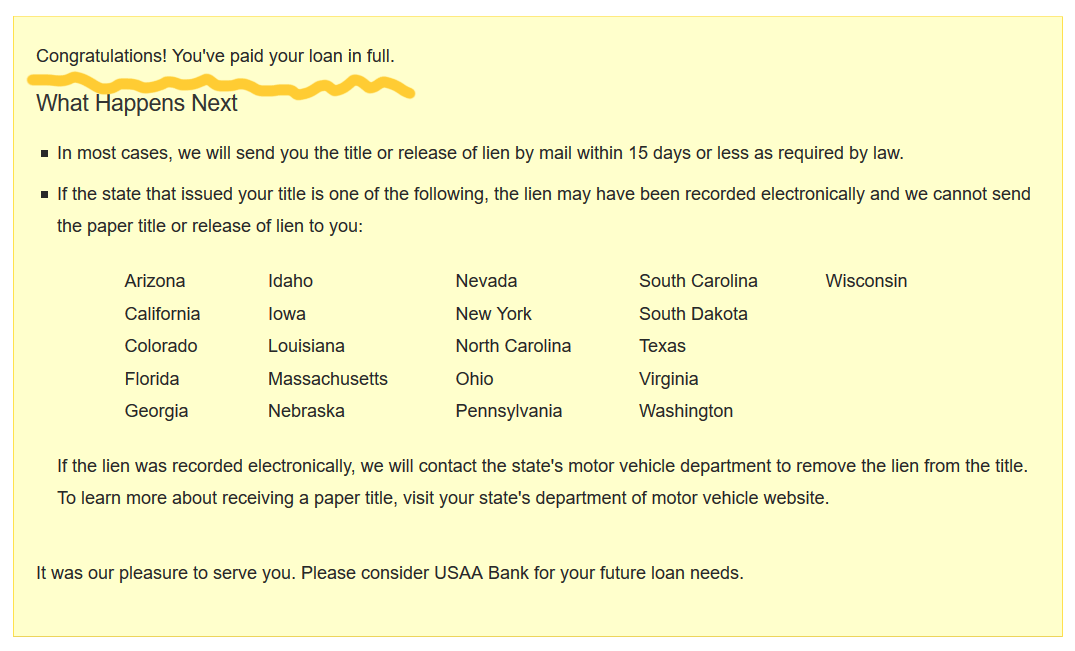 Congratulations! You've paid your loan in full.
What Happens Next
In most cases, we will send you the title or release of lien by mail within 15 days or less as required by law.
If the state that issued your title is one of the following, the lien may have been recorded electronically and we cannot send
the paper title or release of lien to you:
Arizona Idaho Nevada South Carolina Wisconsin
California Iowa New York South Dakota
Colorado Louisiana North Carolina Texas
Florida Massachusetts Ohio Virginia
Georgia Nebraska Pennsylvania Washington
If the lien was recorded electronically, we will contact the state's motor vehicle department to remove the lien from the title.
To learn more about receiving a paper title, visit your state's department of motor vehicle website.
It was our pleasure to serve you. Please consider USAA Bank for your future loan needs.